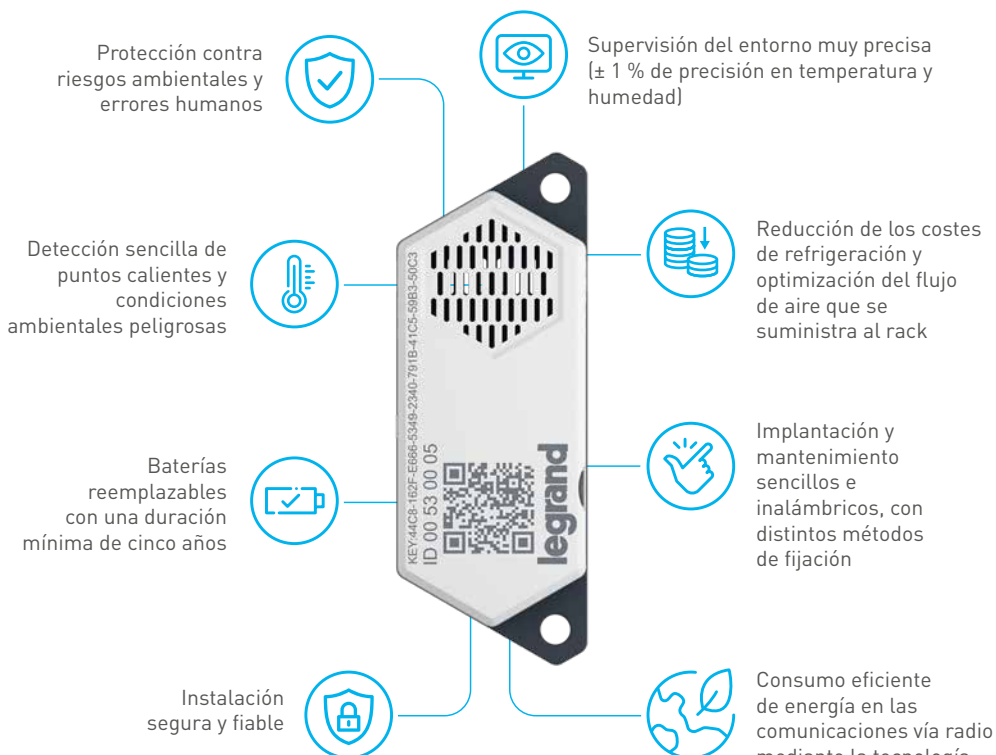 Protección contra
riesgos ambientales y
errores humanos
Supervisión del entorno muy precisa
(± 1 % de precisión en temperatura y
humedad)
Detección sencilla de
puntos calientes y
condiciones
ambientales peligrosas
Reducción de los costes
de refrigeración y
optimización del flujo
de aire que se
suministra al rack
Baterías
reemplazables
con una duración
mínima de cinco años
Implantación y
mantenimiento
sencillos e
inalámbricos, con
distintos métodos
de fijación
KEY:44C8-162F-E666-5349-2340-791B-41C5-59B3-50C3
ID 00 53 00 05
legrand
Instalación
segura y fiable
Consumo eficiente
de energía en las
comunicaciones vía radio
mediante la tecnología